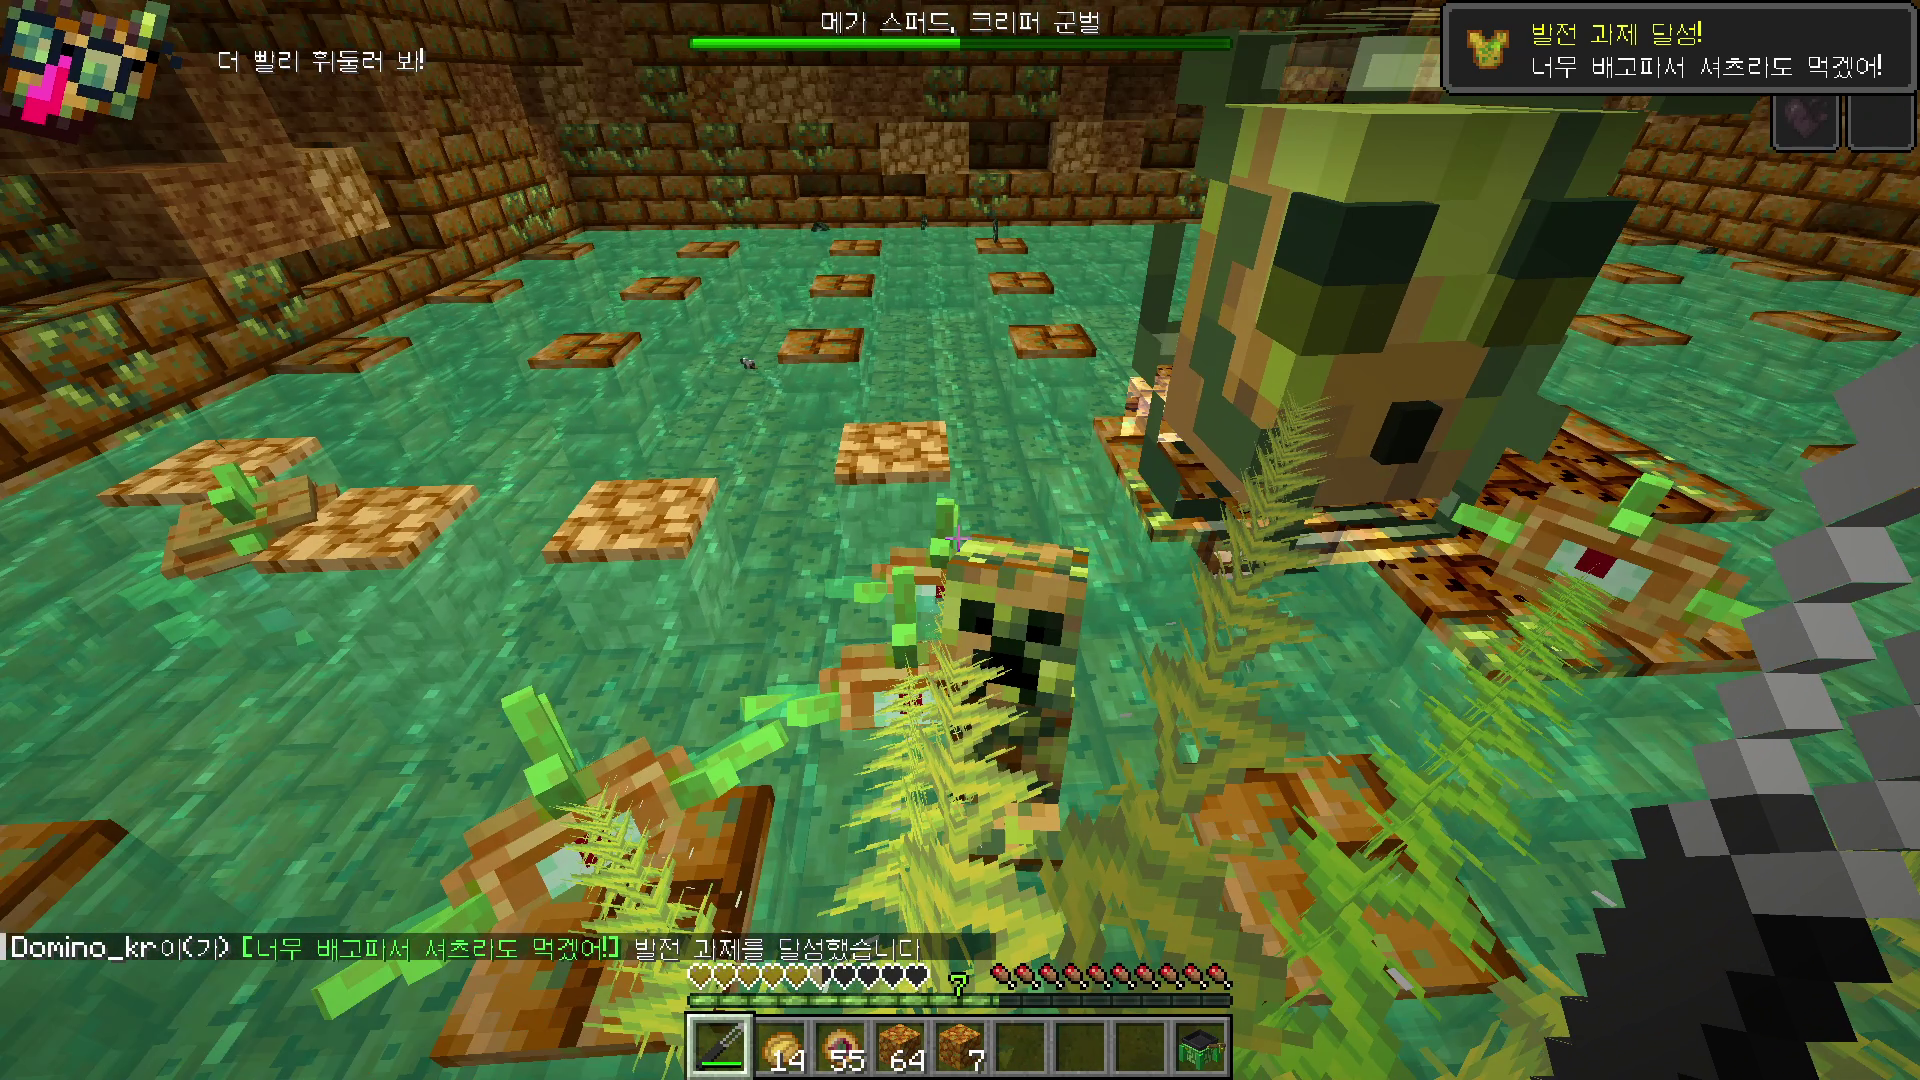 메가 스퍼드, 크리퍼 군벌
더 빨리 휘둘러 봐!
발전 과제 달성!
너무 배고파서 셔츠라도 먹겠어!
Domino_kr이(가) [너무 배고파서 셔츠라도 먹겠어!] 발전 과제를 달성했습니다
7
14 55 64 7